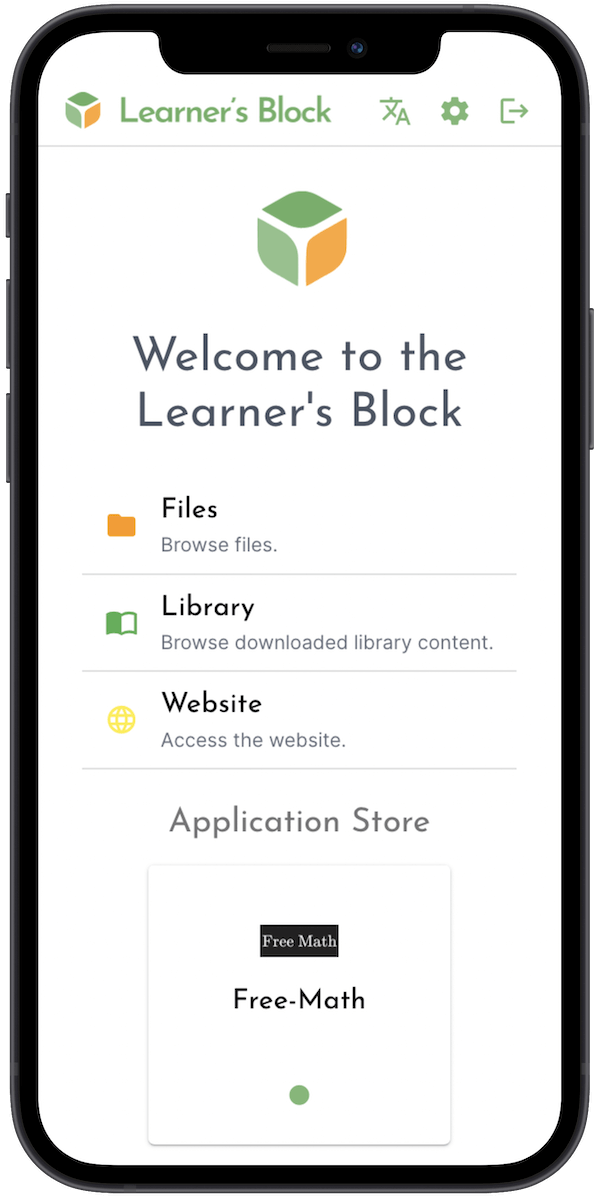 Learner's Block
Welcome to the
Learner's Block
Files
Browse files.
Library
Browse downloaded library content.
Website
Access the website.
Application Store
Free Math
Free-Math